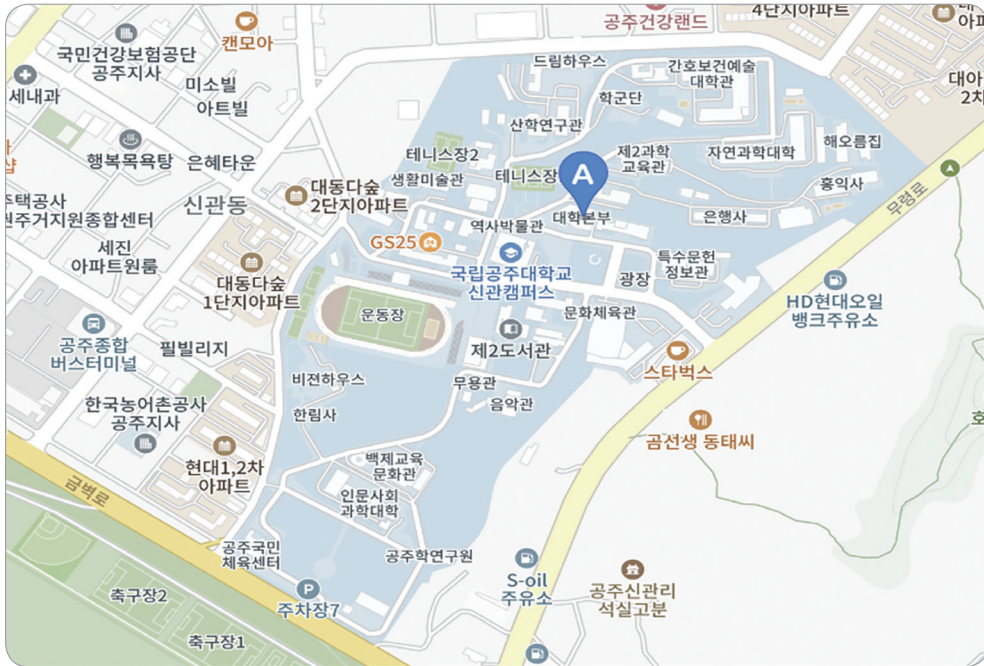 공주건강랜드
4단지아파트
대
아파
캔모아
국민건강보험공단
공주지사
드림하우스
간호보건예술
대학관
대아
2차
세내과
미소빌
아트빌
학군단
산학연구관
샵
행복목욕탕
은혜타운
테니스장2
제2과학
교육관
자연과학대학
해오름집
대동다숲
2단지아파트
생활미술관
테니스장
A
홍익사
무령로
주택공사
원주거지원종합센터
신관동
역사박물관
대학본부
은행사
세진
아파트원룸
GS25
국립공주대학교
신관캠퍼스
광장
특수문헌
정보관
대동다숲
1단지아파트
HD현대오일
뱅크주유소
운동장
문화체육관
공주종합
버스터미널
필빌리지
제2도서관
스타벅스
비젼하우스
무용관
음악관
한국농어촌공사
공주지사
한림사
곰선생 동태씨
호
현대1,2차
아파트
백제교육
문화관
금벽로
인문사회
과학대학
공주국민
체육센터
공주학연구원
P
주차장7
S-oil
주유소
공주신관리
석실고분
축구장2
축구장1